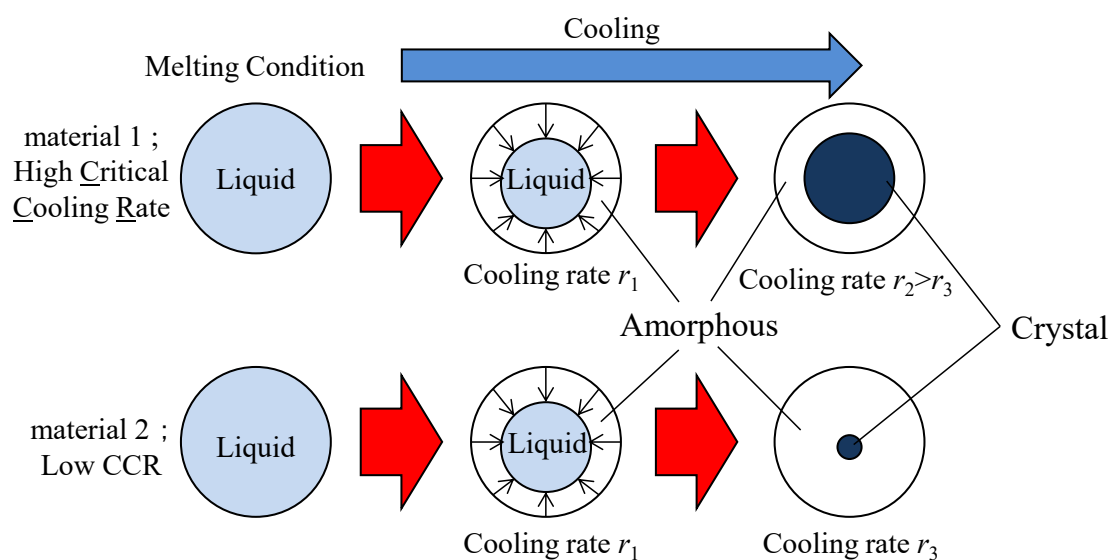 Cooling
Melting Condition
material 1 ;
High Critical
Cooling Rate
Liquid
Liquid
Cooling rate r₁
Cooling rate r₂>r₃
Amorphous
Crystal
material 2 ;
Low CCR
Liquid
Liquid
Cooling rate r₁
Cooling rate r₃